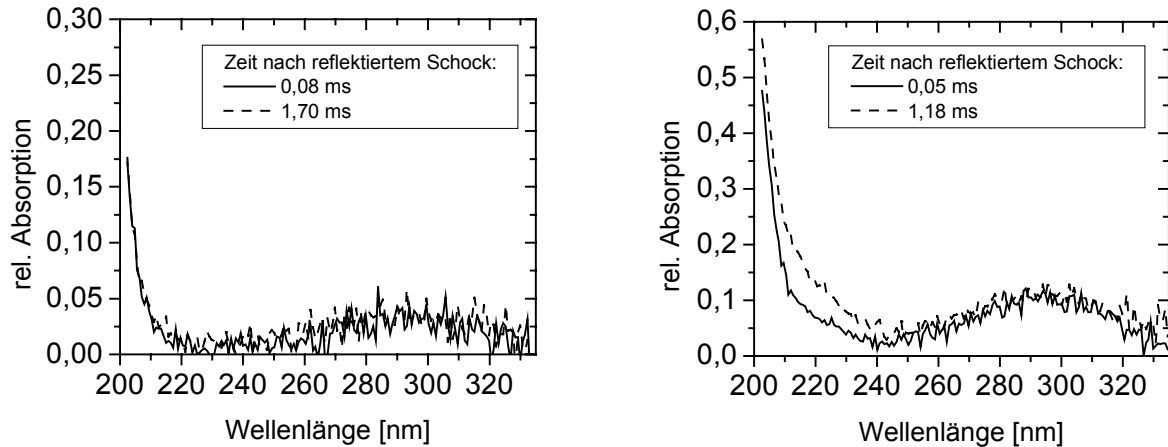 0,30
0,25
0,20
0,15
0,10
0,05
0,00
rel. Absorption
Zeit nach reflektiertem Schock:
0,08 ms
1,70 ms
200 220 240 260 280 300 320
Wellenlänge [nm]
0,6
0,5
0,4
0,3
0,2
0,1
0,0
rel. Absorption
Zeit nach reflektiertem Schock:
0,05 ms
1,18 ms
200 220 240 260 280 300 320
Wellenlänge [nm]